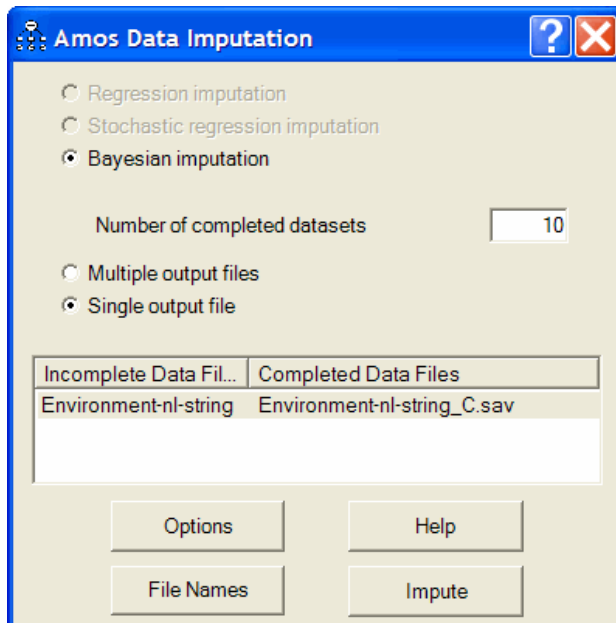 Amos Data Imputation
Regression imputation
Stochastic regression imputation
Bayesian imputation
Number of completed datasets 10
Multiple output files
Single output file
Incomplete Data Fil... Completed Data Files
Environment-nl-string Environment-nl-string_C.sav
Options Help
File Names Impute